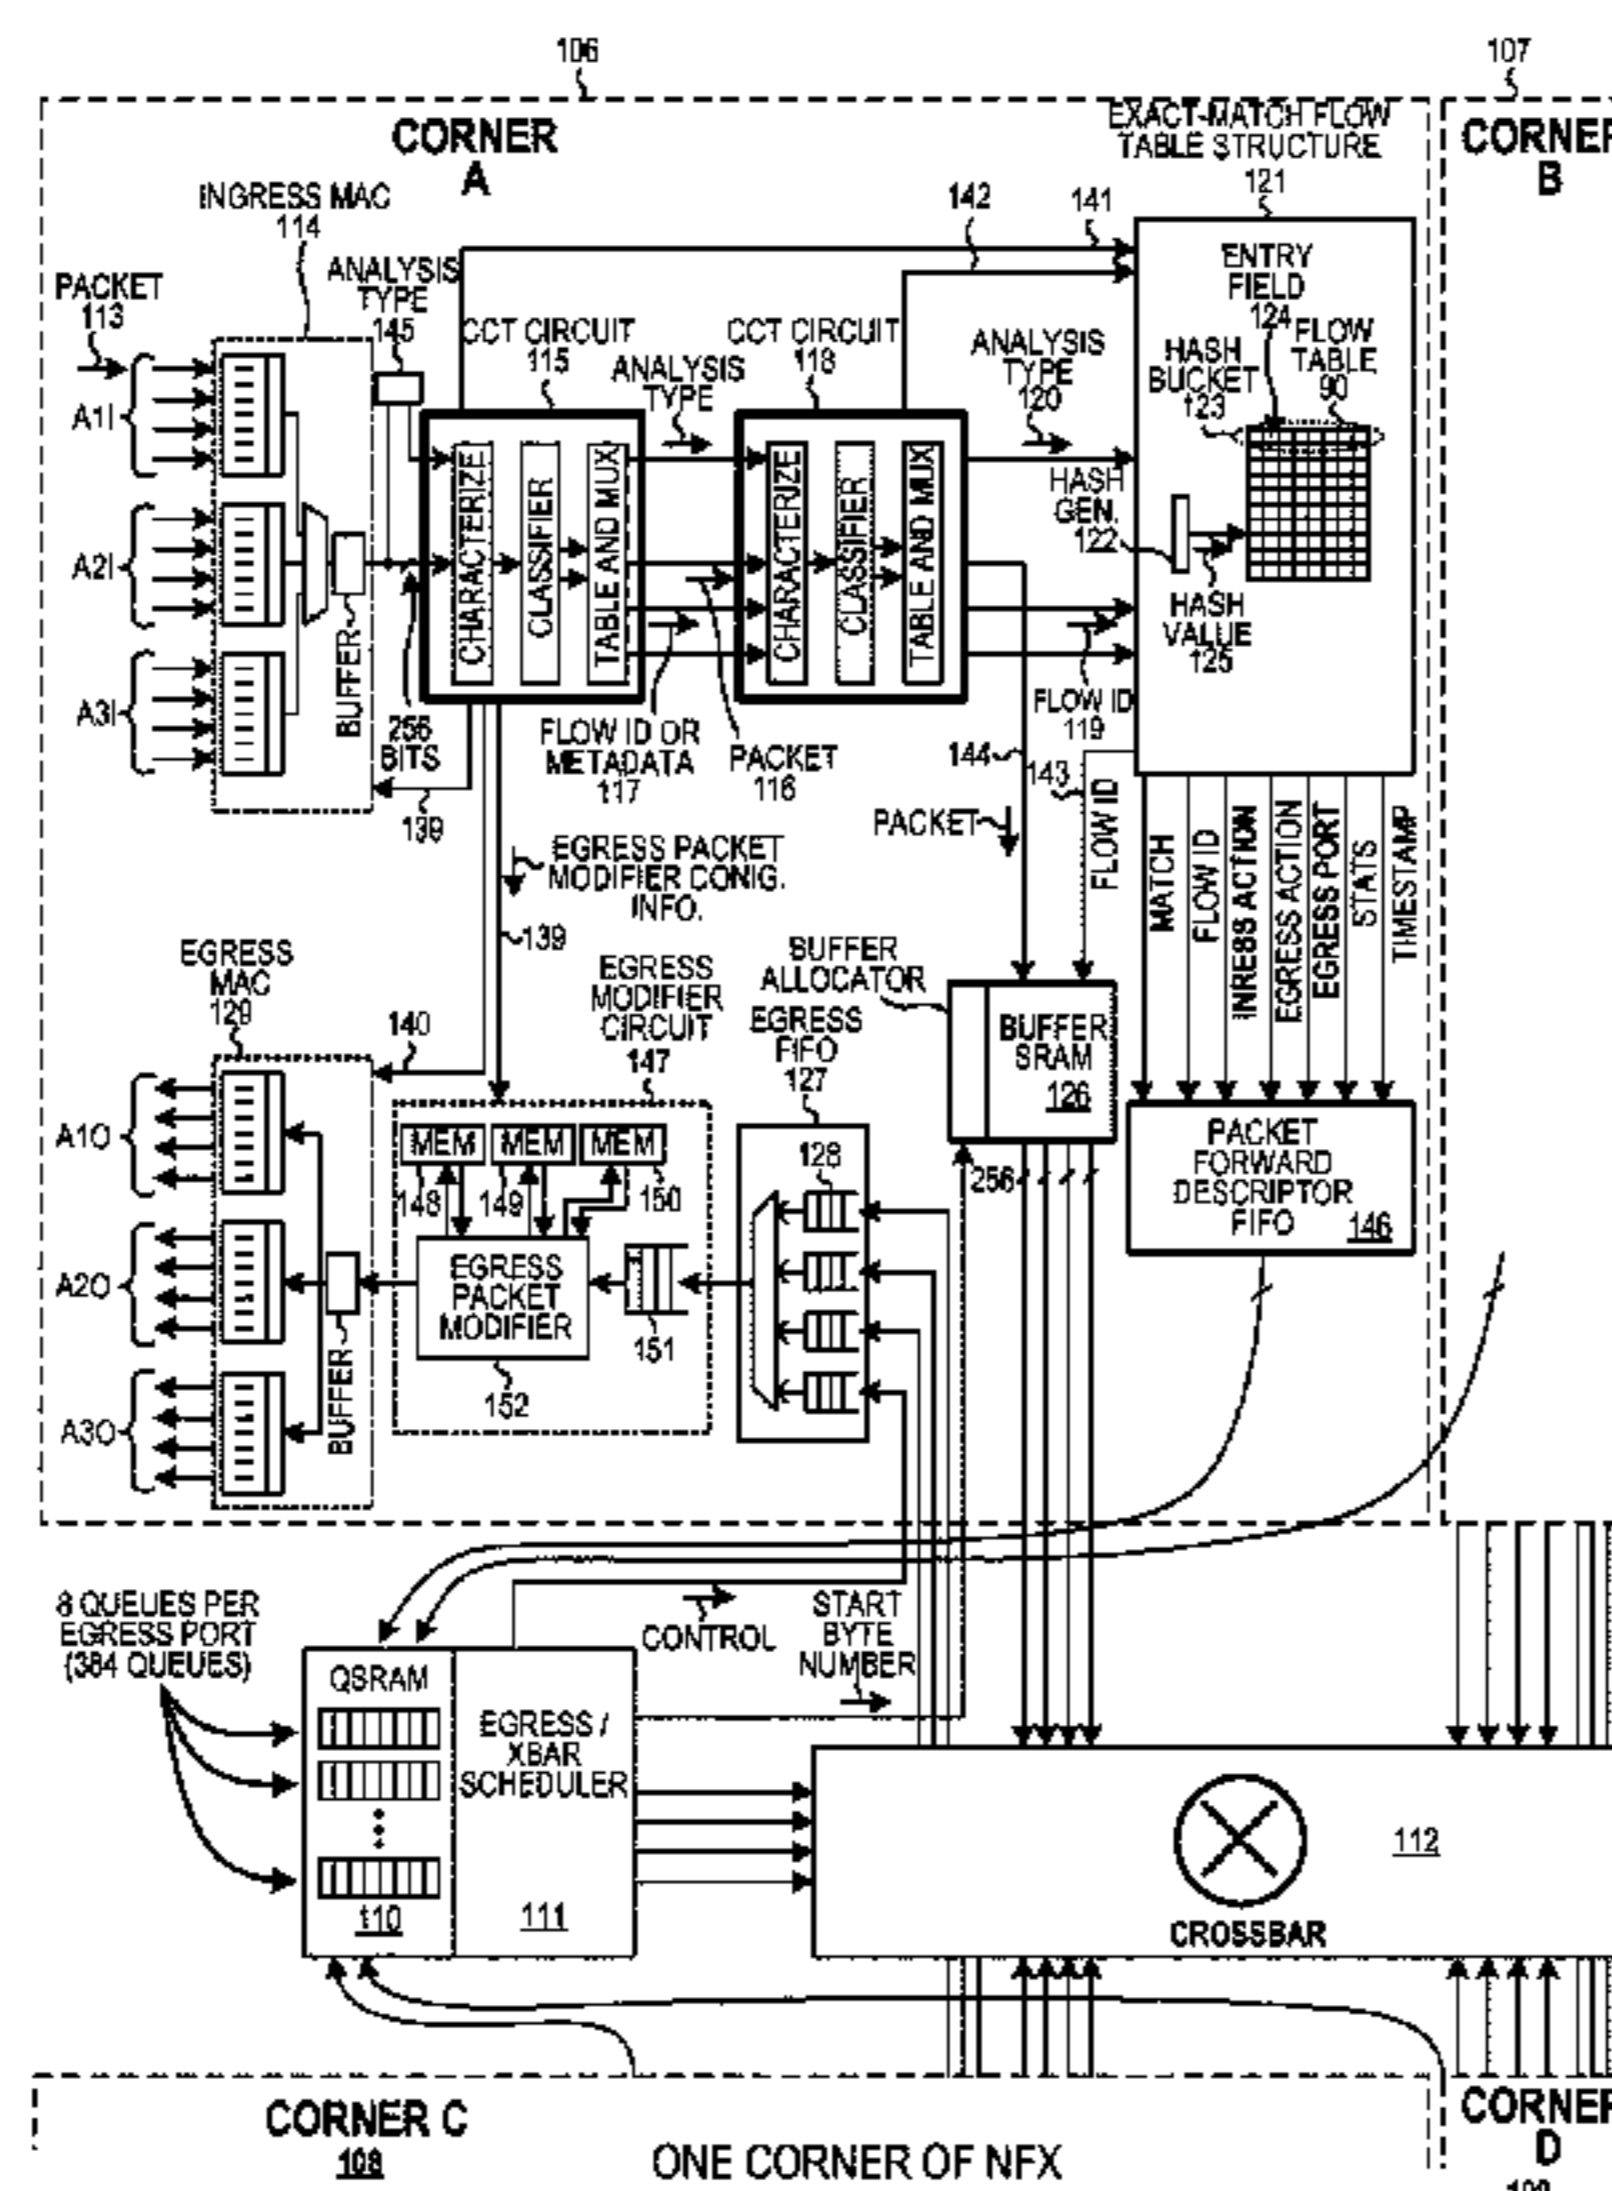 106
107
CORNER
A
EXACT-MATCH FLOW
TABLE STRUCTURE
121
CORNER
B
INGRESS MAC
114
142
141
PACKET
113
ANALYSIS
TYPE
145
CCT CIRCUIT
115
ANALYSIS
TYPE
CCT CIRCUIT
118
ANALYSIS
TYPE
120
ENTRY
FIELD
124
HASH
BUCKET
123
FLOW
TABLE
90
A1I
A2I
A3I
BUFFER
256
BITS
139
CHARACTERIZE
CLASSIFIER
TABLE AND MUX
CHARACTERIZE
CLASSIFIER
TABLE AND MUX
HASH
GEN.
122
HASH
VALUE
125
FLOW ID OR
METADATA
117
PACKET
116
FLOW ID
119
144
143
PACKET
FLOW ID
EGRESS PACKET
MODIFIER CONIG.
INFO.
139
MATCH
FLOW ID
INRESS ACTION
EGRESS ACTION
EGRESS PORT
STATS
TIMESTAMP
EGRESS
MAC
129
140
EGRESS
MODIFIER
CIRCUIT
147
BUFFER
ALLOCATOR
EGRESS
FIFO
127
BUFFER
SRAM
126
A1O
A2O
A3O
BUFFER
MEM
MEM
MEM
148
149
150
EGRESS
PACKET
MODIFIER
152
151
128
256
PACKET
FORWARD
DESCRIPTOR
FIFO
146
8 QUEUES PER
EGRESS PORT
(384 QUEUES)
CONTROL
START
BYTE
NUMBER
QSRAM
110
EGRESS /
XBAR
SCHEDULER
111
112
CROSSBAR
CORNER C
108
ONE CORNER OF NFX
CORNER
D